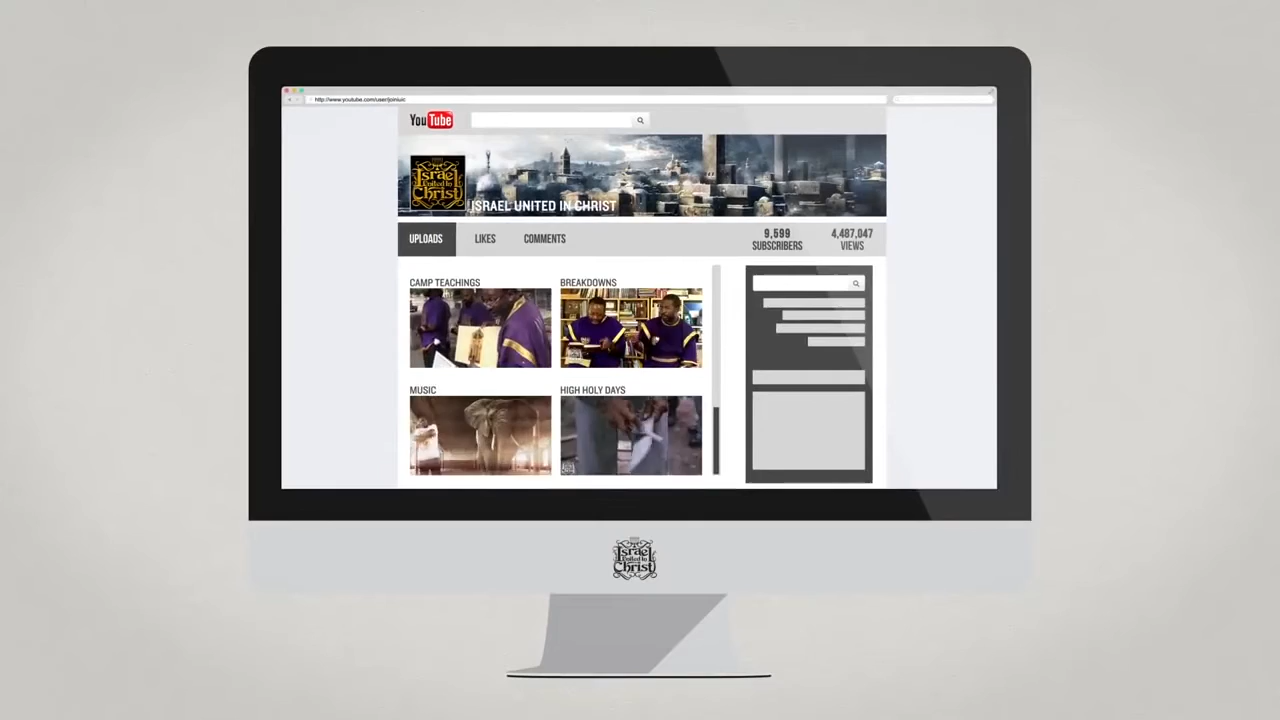 http://www.youtube.com/user/joiniuic
YouTube
Israel
United In
Christ
ISRAEL UNITED IN CHRIST
UPLOADS
LIKES
COMMENTS
9,599
SUBSCRIBERS
4,487,047
VIEWS
CAMP TEACHINGS
BREAKDOWNS
MUSIC
HIGH HOLY DAYS
Israel
United In
Christ